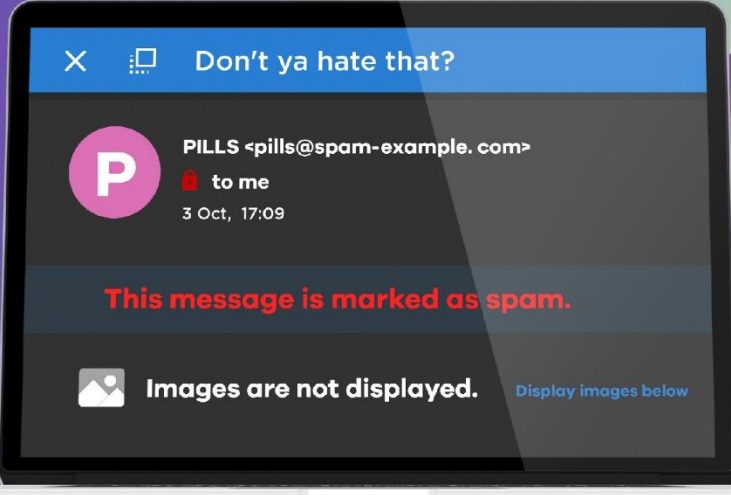 Don't ya hate that?
P
PILLS <pills@spam-example. com>
to me
3 Oct, 17:09
This message is marked as spam.
Images are not displayed.
Display images below